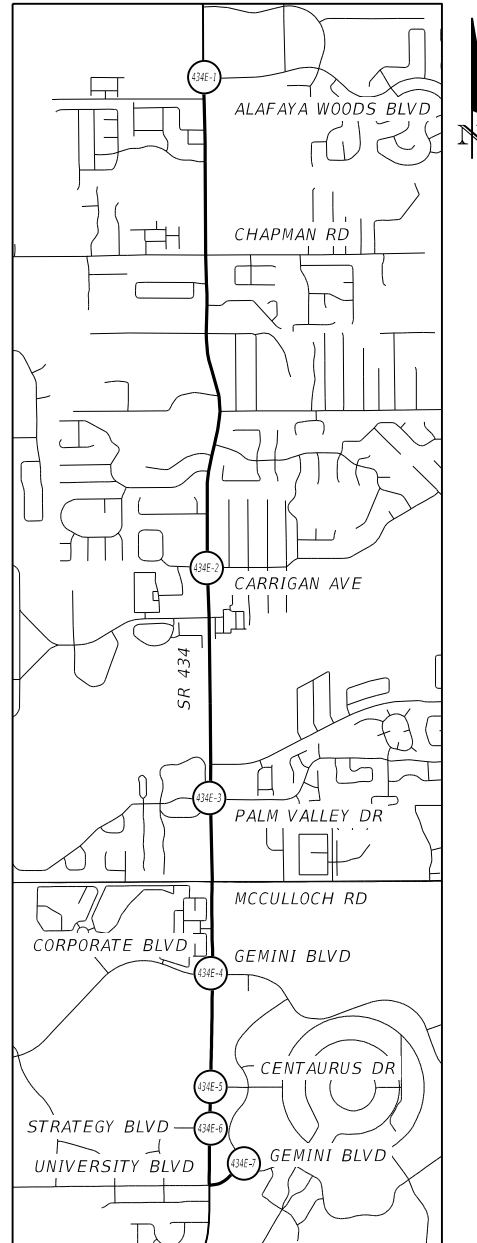 434E-1
ALAFAYA WOODS BLVD
CHAPMAN RD
434E-2
CARRIGAN AVE
SR 434
434E-3
PALM VALLEY DR
MCCULLOCH RD
CORPORATE BLVD
GEMINI BLVD
434E-4
CENTAURUS DR
434E-5
STRATEGY BLVD
434E-6
GEMINI BLVD
434E-7
UNIVERSITY BLVD